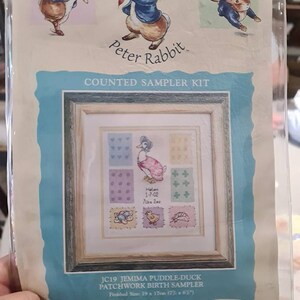 Peter Rabbit
COUNTED SAMPLER KIT
JC19 JEMIMA PUDDLE-DUCK
PATCHWORK BIRTH SAMPLER